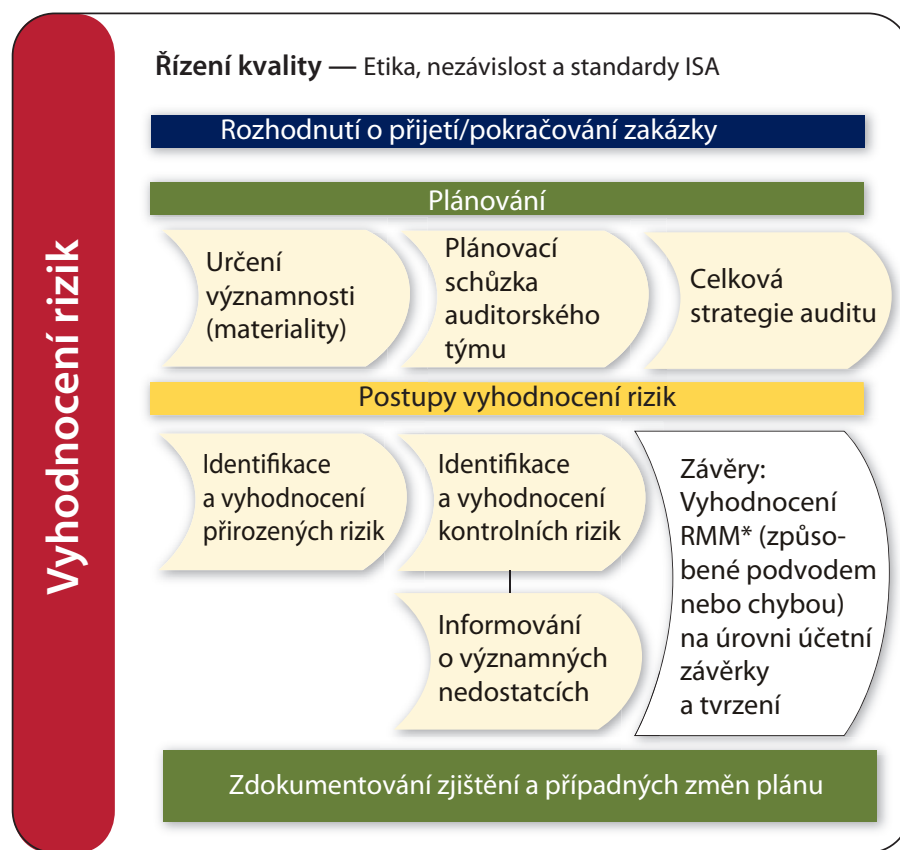 Vyhodnocení rizik
Řízení kvality — Etika, nezávislost a standardy ISA
Rozhodnutí o přijetí/pokračování zakázky
Plánování
Určení
významnosti
(materiality)
Plánovací
schůzka
auditorského
týmu
Celková
strategie auditu
Postupy vyhodnocení rizik
Identifikace
a vyhodnocení
přirozených rizik
Identifikace
a vyhodnocení
kontrolních rizik
Informování
o významných
nedostatcích
Závěry:
Vyhodnocení
RMM* (způso-
bené podvodem
nebo chybou)
na úrovni účetní
závěrky
a tvrzení
Zdokumentování zjištění a případných změn plánu